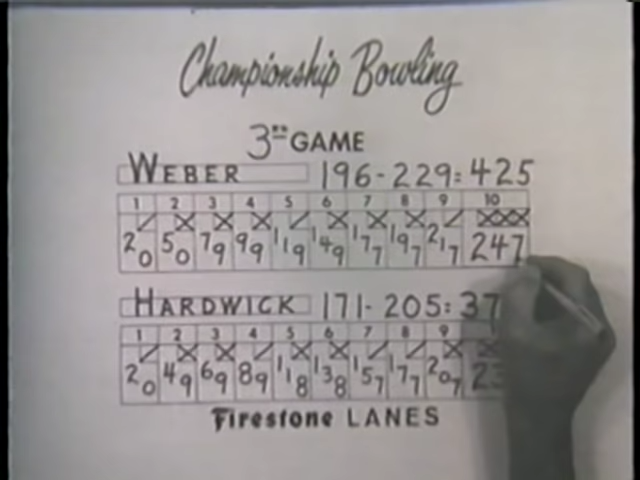 Championship Bowling
3RD GAME
WEBER 196-229=425
1 2 3 4 5 6 7 8 9 10
20 50 79 99 119 149 177 197 217 247
HARDWICK 171-205=37
1 2 3 4 5 6 7 8 9
20 49 69 89 118 138 157 177 207 23
Firestone LANES